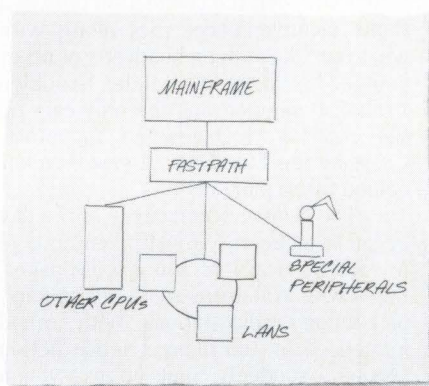 MAINFRAME
FASTPATH
OTHER CPUs
LANS
SPECIAL
PERIPHERALS